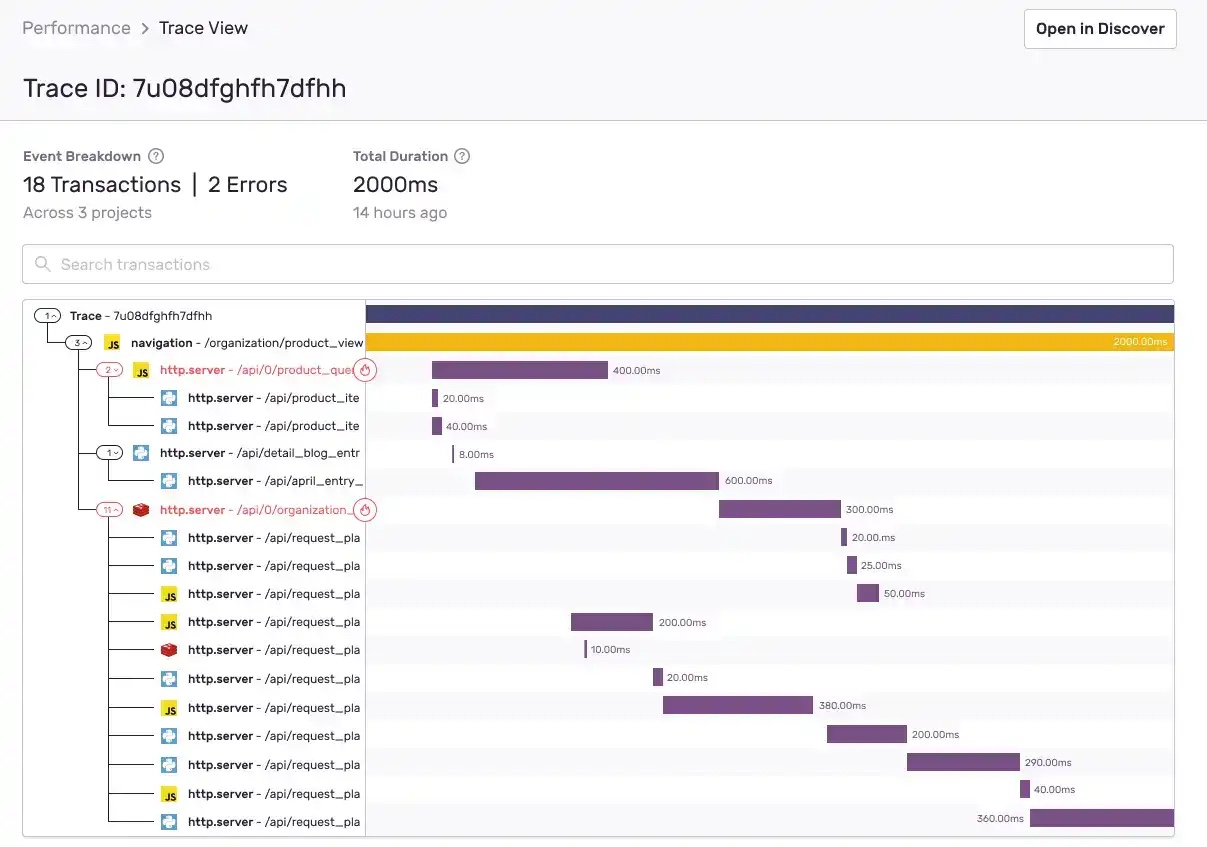 Performance > Trace View
Open in Discover
Trace ID: 7u08dfghfh7dfhh
Event Breakdown ?
Total Duration ?
18 Transactions | 2 Errors
2000ms
Across 3 projects
14 hours ago
Search transactions
1 Trace - 7u08dfghfh7dfhh
3 JS navigation - /organization/product_view 2000.00ms
2 JS http.server - /api/0/product_que 400.00ms
http.server - /api/product_ite 20.00ms
http.server - /api/product_ite 40.00ms
1 http.server - /api/detail_blog_entr 8.00ms
http.server - /api/april_entry_ 600.00ms
11 http.server - /api/0/organization_ 300.00ms
http.server - /api/request_pla 20.00.ms
http.server - /api/request_pla 25.00ms
JS http.server - /api/request_pla 50.00ms
JS http.server - /api/request_pla 200.00ms
http.server - /api/request_pla 10.00ms
http.server - /api/request_pla 20.00ms
JS http.server - /api/request_pla 380.00ms
http.server - /api/request_pla 200.00ms
http.server - /api/request_pla 290.00ms
JS http.server - /api/request_pla 40.00ms
http.server - /api/request_pla 360.00ms